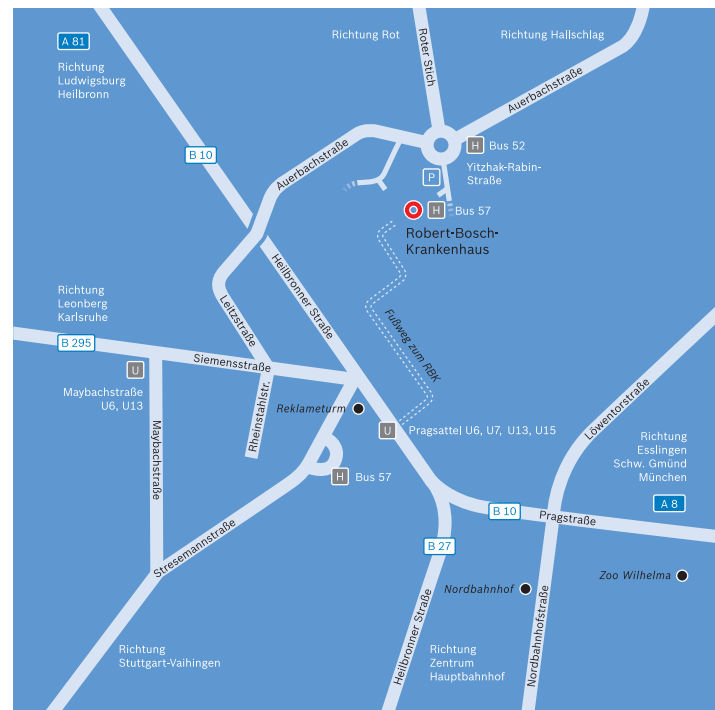 A 81
Richtung
Ludwigsburg
Heilbronn
Richtung Rot
Roter Stich
Richtung Hallschlag
Auerbachstraße
B 10
Auerbachstraße
H Bus 52
Yitzhak-Rabin-
Straße
P
H Bus 57
Robert-Bosch-
Krankenhaus
Richtung
Leonberg
Karlsruhe
B 295
Leitzstraße
Heilbronner Straße
Fußweg zum RBK
Siemensstraße
U
Maybachstraße
U6, U13
Maybachstraße
Rheinstahlstr.
Reklameturm
U Pragsattel U6, U7, U13, U15
Löwentorstraße
Richtung
Esslingen
Schw. Gmünd
München
A 8
H Bus 57
Stresemannstraße
B 10
Pragstraße
B 27
Heilbronner Straße
Nordbahnhof
Nordbahnhofstraße
Zoo Wilhelma
Richtung
Stuttgart-Vaihingen
Richtung
Zentrum
Hauptbahnhof